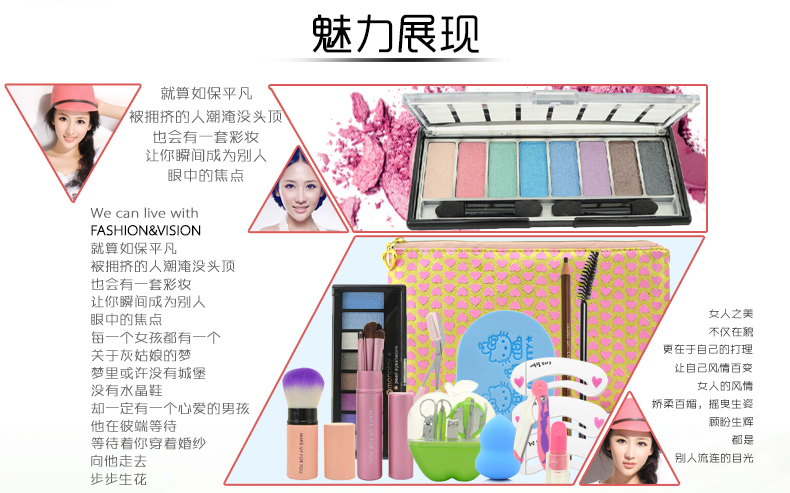 魅力展现
就算如保平凡
被拥挤的人潮淹没头顶
也会有一套彩妆
让你瞬间成为别人
眼中的焦点
We can live with
FASHION&VISION
就算如保平凡
被拥挤的人潮淹没头顶
也会有一套彩妆
让你瞬间成为别人
眼中的焦点
每一个女孩都有一个
关于灰姑娘的梦
梦里或许没有城堡
没有水晶鞋
却一定有一个心爱的男孩
他在彼端等待
等待着你穿着婚纱
向他走去
步步生花
女人之美
不仅在貌
更在于自己的打理
让自己风情百变
女人的风情
娇柔百媚，摇曳生姿
顾盼生辉
都是
别人流连的目光